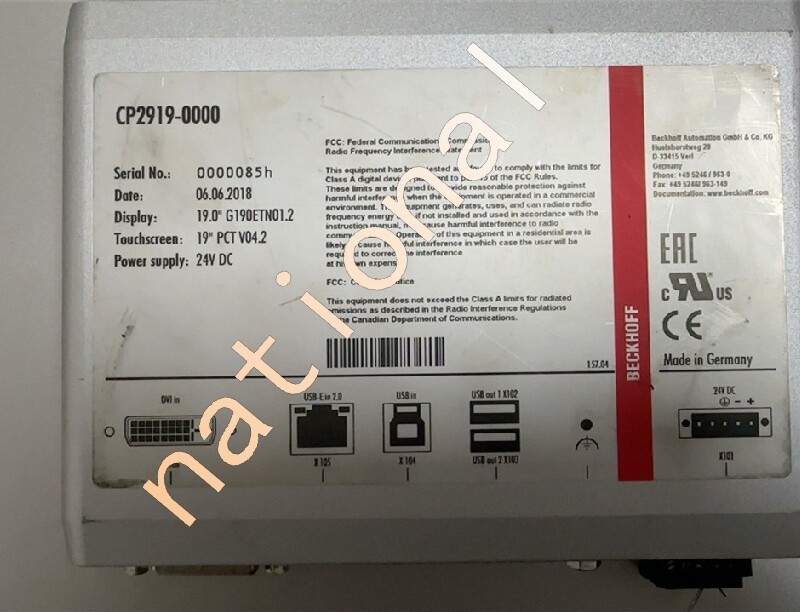 CP2919-0000
Serial No.: 0000085h
Date: 06.06.2018
Display: 19.0" G190ETN01.2
Touchscreen: 19" PCT V04.2
Power supply: 24V DC
FCC: Federal Communications Commission
Radio Frequency Interference Statement
This equipment has been tested and found to comply with the limits for
Class A digital device pursuant to part 15 of the FCC Rules.
These limits are designed to provide reasonable protection against
harmful interference when the equipment is operated in a commercial
environment. This equipment generates, uses, and can radiate radio
frequency energy and if not installed and used in accordance with the
instruction manual, may cause harmful interference to radio
communications. Operation of this equipment in a residential area is
likely to cause harmful interference in which case the user will be
required to correct the interference
at his own expense.
FCC: Canadian Notice
This equipment does not exceed the Class A limits for radiated
emissions as described in the Radio Interference Regulations
of the Canadian Department of Communications.
157.04
BECKHOFF
Beckhoff Automation GmbH & Co. KG
Huelshorstweg 20
D-33415 Verl
Germany
Phone: +49 5246/ 963-0
Fax: +49 5246/ 963-149
Documentation: www.beckhoff.com
EAC
c RU US
CE
Made in Germany
DVI in
USB-E in 2.0
USB in
USB out 1 X102
24V DC
- +
X105
X104
USB out 2 X103
X101
national